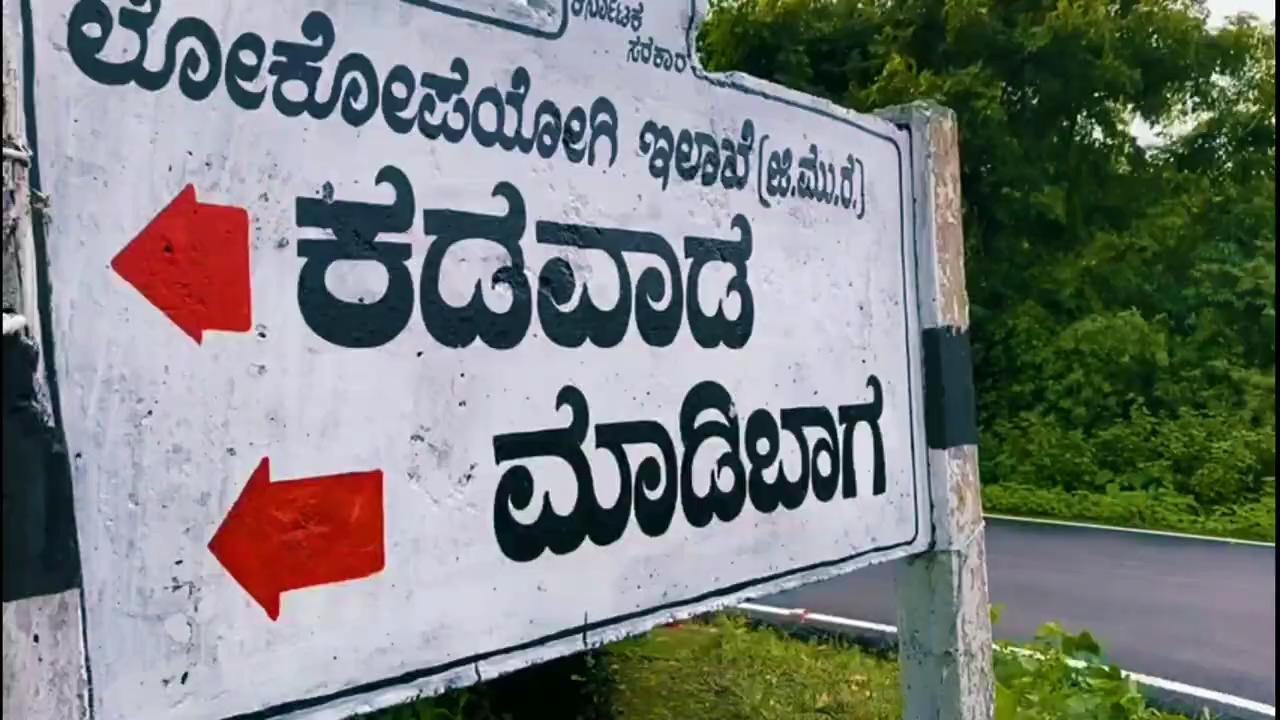 ಕರ್ನಾಟಕ
ಸರಕಾರ
ಲೋಕೋಪಯೋಗಿ ಇಲಾಖೆ (ಜಿ.ಮು.ರ.)
ಕಡವಾಡ
ಮಾಡಿಬಾಗ